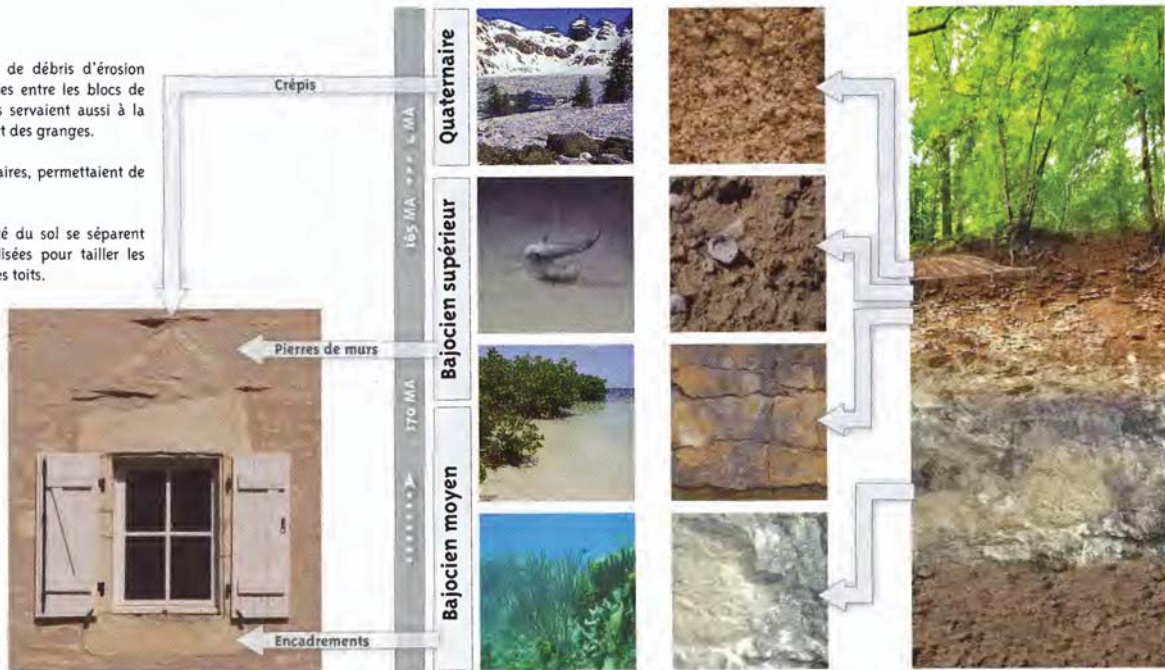 de débris d'érosion
es entre les blocs de
s servaient aussi à la
t des granges.
aires, permettaient de
é du sol se séparent
isées pour tailler les
es toits.
Crépis
Pierres de murs
Encadrements
165 MA
170 MA
Quaternaire
Bajocien supérieur
Bajocien moyen